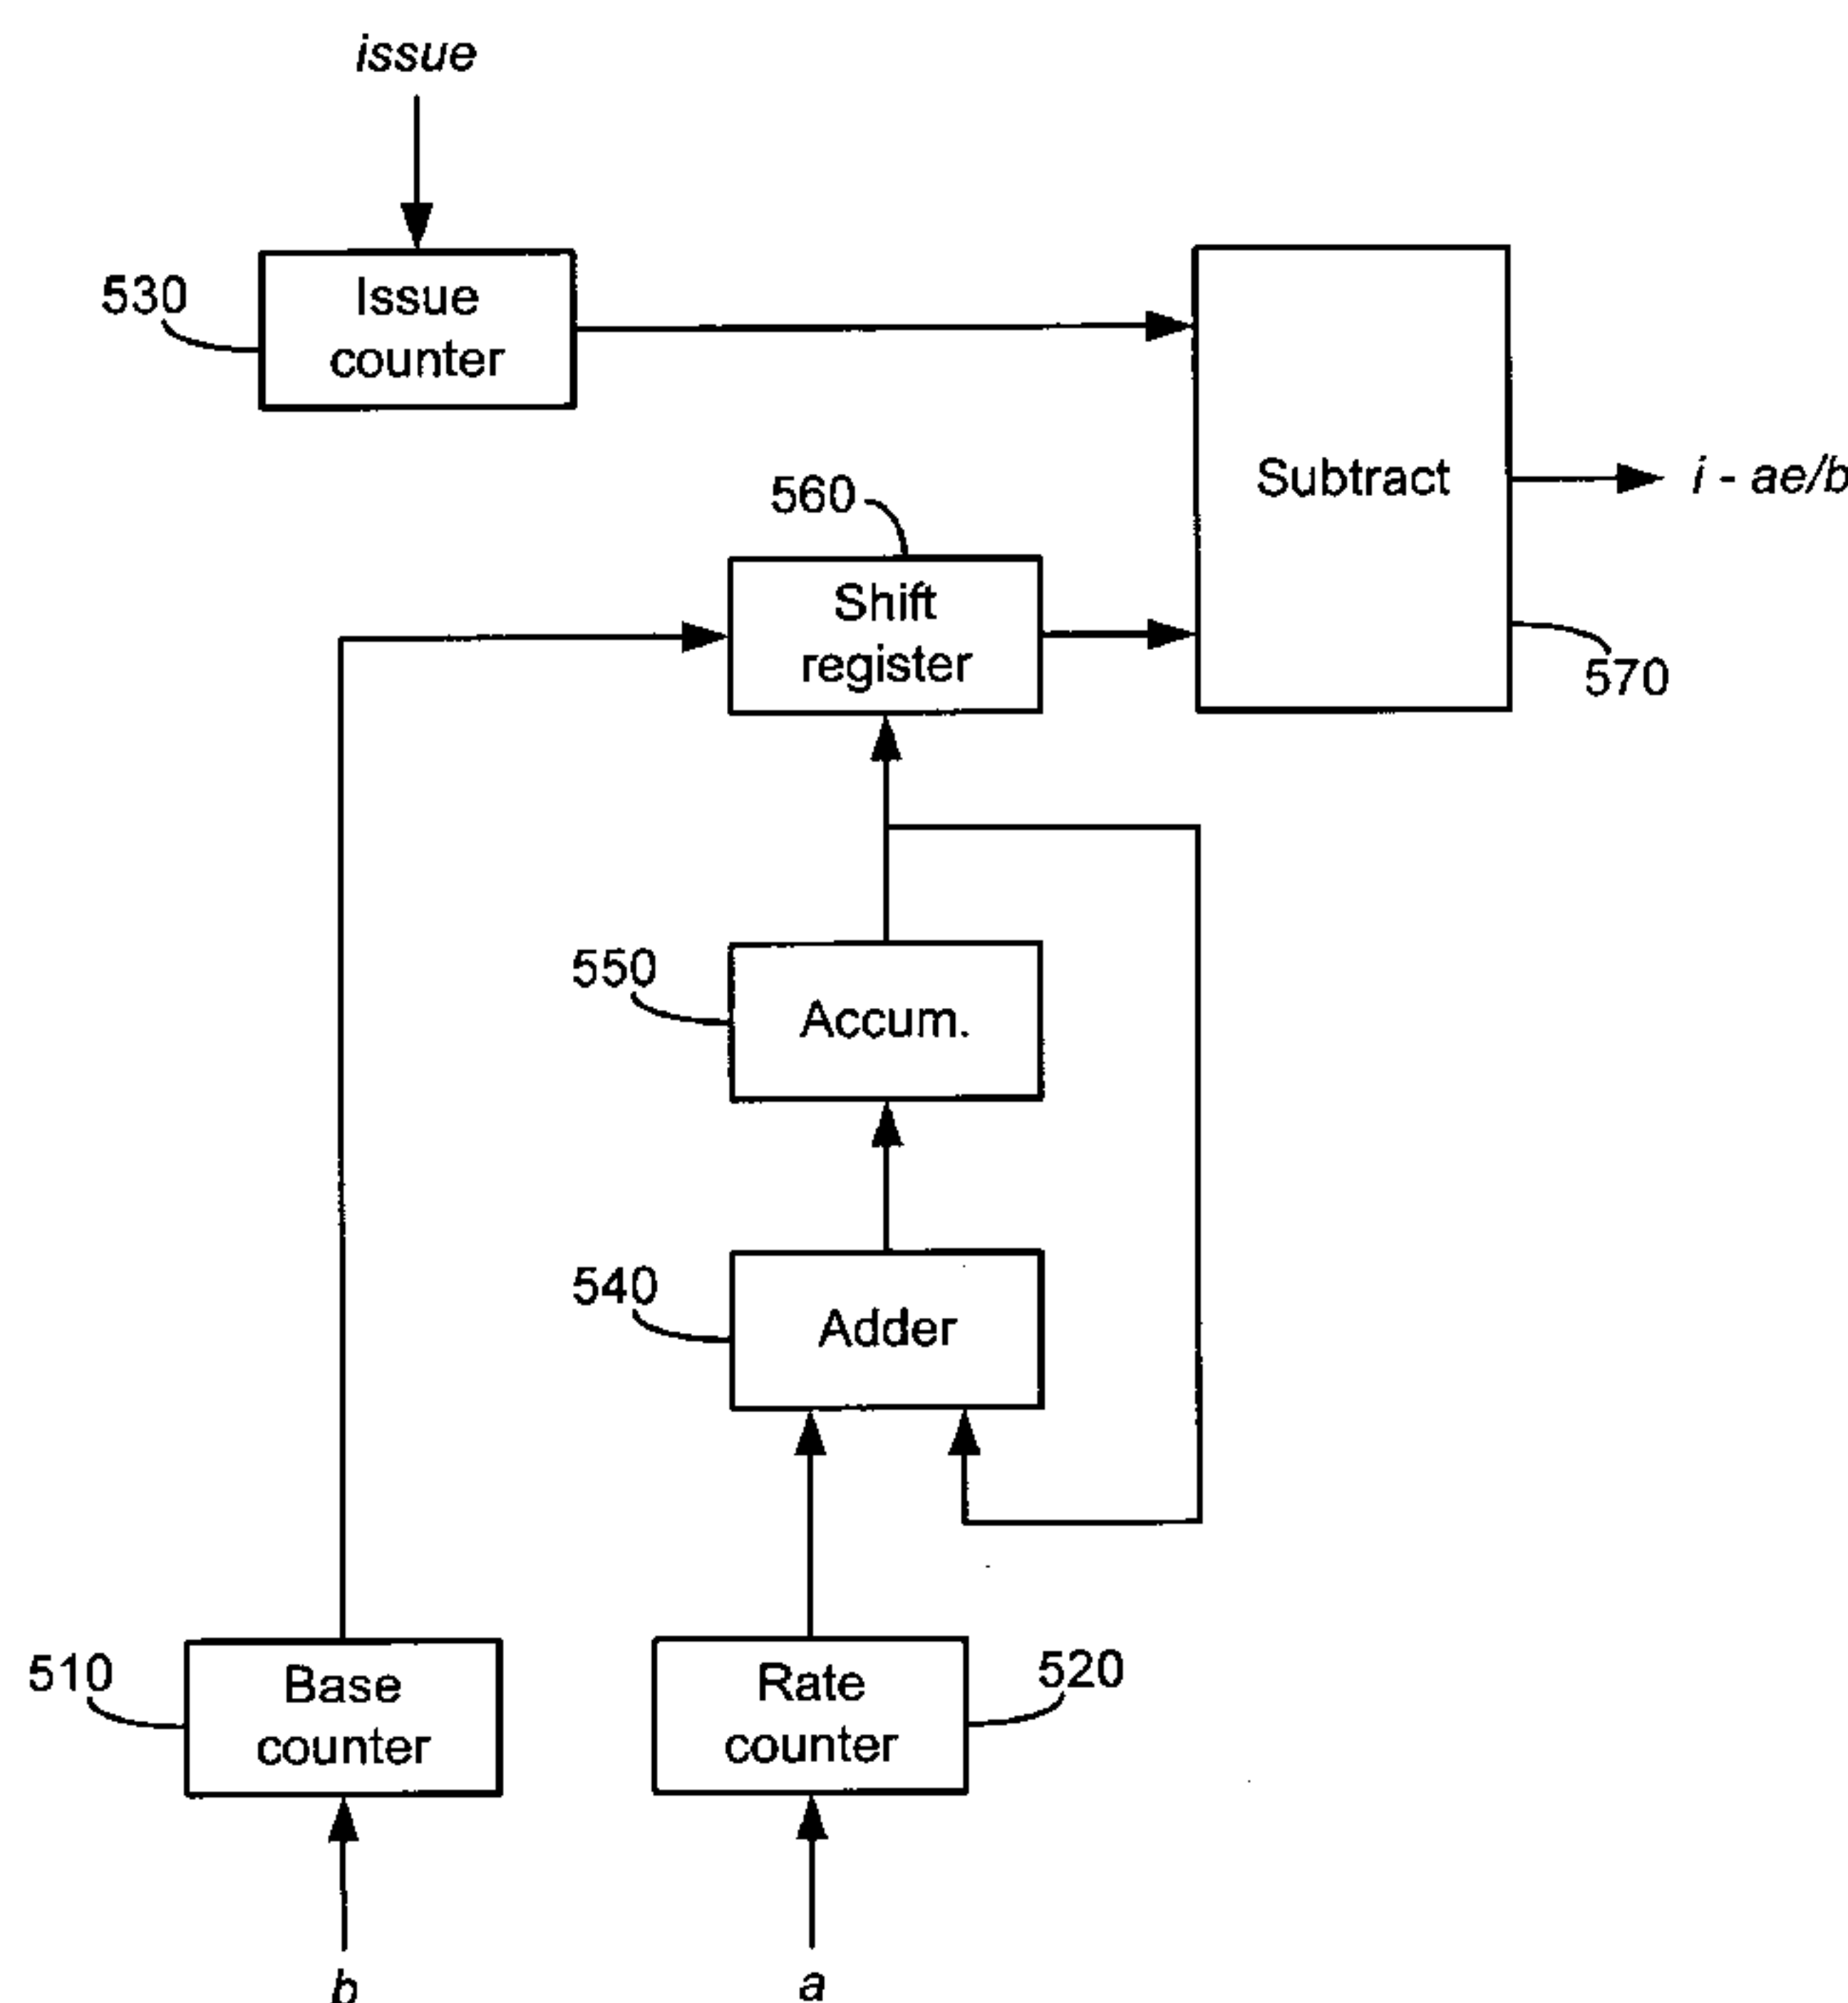 issue
530
Issue
counter
Subtract
i - ae/b
560
Shift
register
570
550
Accum.
540
Adder
510
Base
counter
Rate
counter
520
b
a